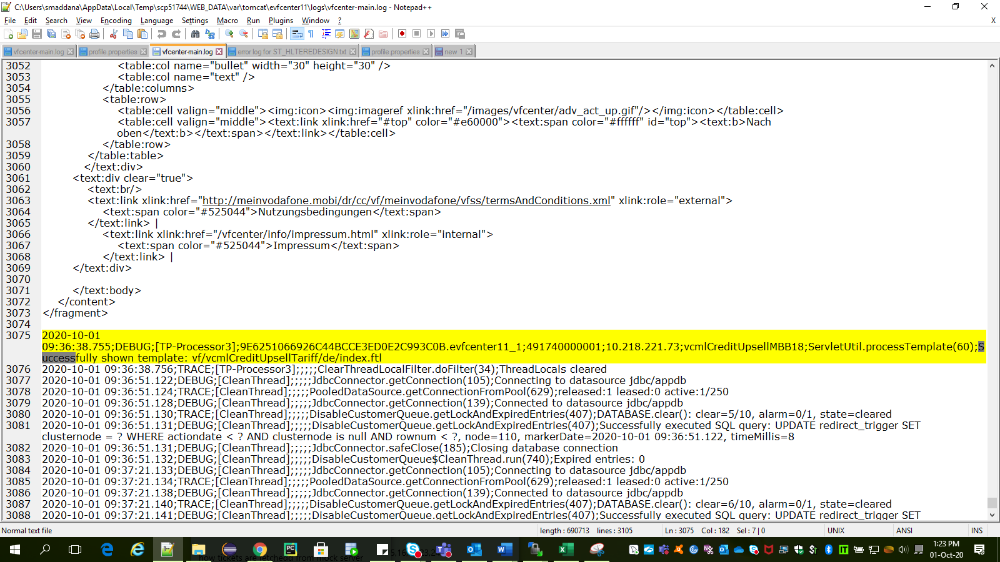 C:\Users\smaddana\AppData\Local\Temp\scp51744\WEB_DATA\var\tomcat\evfcenter11\logs\vfcenter-main.log - Notepad++
File Edit Search View Encoding Language Settings Macro Run Plugins Window ? X
vfcenter-main.log profile.properties vfcenter-main.log error log for ST_HLTEREDESIGN.txt profile.properties new 1
3052 <table:col name="bullet" width="30" height="30" />
3053 <table:col name="text" />
3054 </table:columns>
3055 <table:row>
3056 <table:cell valign="middle"><img:icon><img:imageref xlink:href="/images/vfcenter/adv_act_up.gif"/></img:icon></table:cell>
3057 <table:cell valign="middle"><text:link xlink:href="#top" color="#e60000"><text:span color="#ffffff" id="top"><text:b>Nach
oben</text:b></text:span></text:link></table:cell>
3058 </table:row>
3059 </table:table>
3060 </text:div>
3061 <text:div clear="true">
3062 <text:br/>
3063 <text:link xlink:href="http://meinvodafone.mobi/dr/cc/vf/meinvodafone/vfss/termsAndConditions.xml" xlink:role="external">
3064 <text:span color="#525044">Nutzungsbedingungen</text:span>
3065 </text:link> |
3066 <text:link xlink:href="/vfcenter/info/impressum.html" xlink:role="internal">
3067 <text:span color="#525044">Impressum</text:span>
3068 </text:link> |
3069 </text:div>
3070
3071 </text:body>
3072 </content>
3073 </fragment>
3074
3075 2020-10-01
09:36:38.755;DEBUG;[TP-Processor3];9E6251066926C44BCCE3ED0E2C993C0B.evfcenter11_1;491740000001;10.218.221.73;vcmlCreditUpsellMBB18;ServletUtil.processTemplate(60);S
uccessfully shown template: vf/vcmlCreditUpsellTariff/de/index.ftl
3076 2020-10-01 09:36:38.756;TRACE;[TP-Processor3];;;;;ClearThreadLocalFilter.doFilter(34);ThreadLocals cleared
3077 2020-10-01 09:36:51.122;DEBUG;[CleanThread];;;;;JdbcConnector.getConnection(105);Connecting to datasource jdbc/appdb
3078 2020-10-01 09:36:51.124;TRACE;[CleanThread];;;;;PooledDataSource.getConnectionFromPool(629);released:1 leased:0 active:1/250
3079 2020-10-01 09:36:51.128;DEBUG;[CleanThread];;;;;JdbcConnector.getConnection(139);Connected to datasource jdbc/appdb
3080 2020-10-01 09:36:51.130;TRACE;[CleanThread];;;;;DisableCustomerQueue.getLockAndExpiredEntries(407);DATABASE.clear(): clear=5/10, alarm=0/1, state=cleared
3081 2020-10-01 09:36:51.131;DEBUG;[CleanThread];;;;;DisableCustomerQueue.getLockAndExpiredEntries(407);Successfully executed SQL query: UPDATE redirect_trigger SET
clusternode = ? WHERE actiondate < ? AND clusternode is null AND rownum < ?, node=110, markerDate=2020-10-01 09:36:51.122, timeMillis=8
3082 2020-10-01 09:36:51.131;DEBUG;[CleanThread];;;;;JdbcConnector.safeClose(185);Closing database connection
3083 2020-10-01 09:36:51.132;DEBUG;[CleanThread];;;;;DisableCustomerQueue$CleanThread.run(740);Expired entries: 0
3084 2020-10-01 09:37:21.133;DEBUG;[CleanThread];;;;;JdbcConnector.getConnection(105);Connecting to datasource jdbc/appdb
3085 2020-10-01 09:37:21.134;TRACE;[CleanThread];;;;;PooledDataSource.getConnectionFromPool(629);released:1 leased:0 active:1/250
3086 2020-10-01 09:37:21.138;DEBUG;[CleanThread];;;;;JdbcConnector.getConnection(139);Connected to datasource jdbc/appdb
3087 2020-10-01 09:37:21.140;TRACE;[CleanThread];;;;;DisableCustomerQueue.getLockAndExpiredEntries(407);DATABASE.clear(): clear=6/10, alarm=0/1, state=cleared
3088 2020-10-01 09:37:21.141;DEBUG;[CleanThread];;;;;DisableCustomerQueue.getLockAndExpiredEntries(407);Successfully executed SQL query: UPDATE redirect_trigger SET
Normal text file length : 690713 lines : 3105 Ln : 3075 Col : 182 Sel : 7 | 0 UNIX ANSI INS
how tickets are fetchedd from mock server
1:23 PM
01-Oct-20